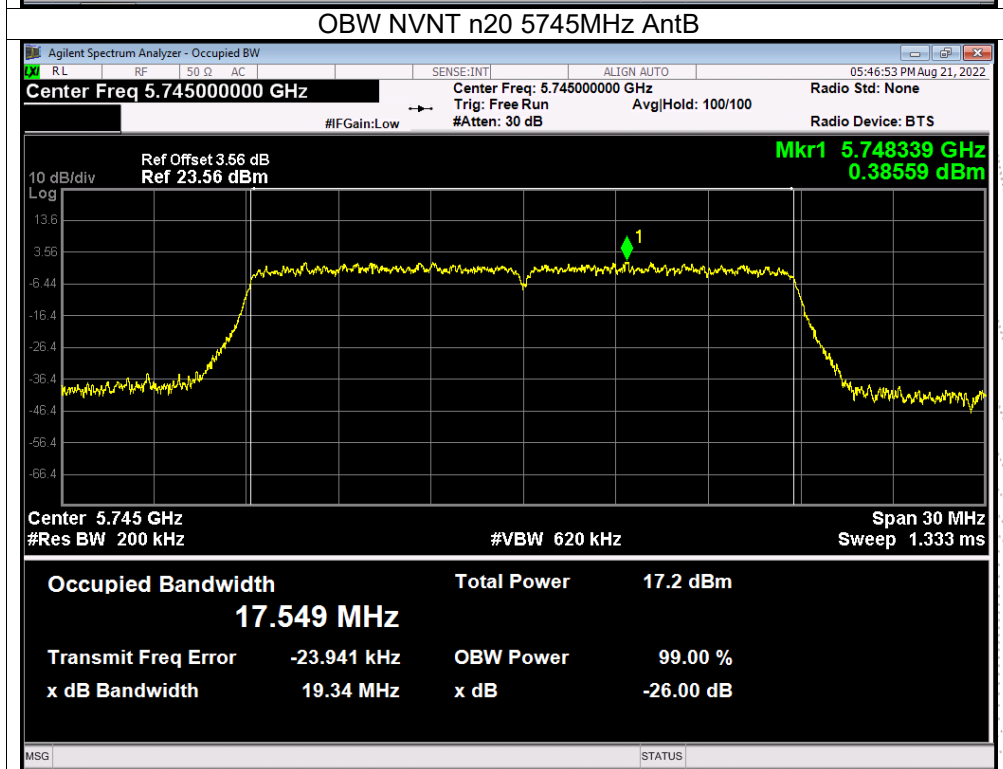 OBW NVNT n20 5745MHz AntB
Agilent Spectrum Analyzer - Occupied BW
LXI RL RF 50 Ω AC SENSE:INT ALIGN AUTO 05:46:53 PM Aug 21, 2022
Center Freq 5.745000000 GHz
Center Freq: 5.745000000 GHz
Radio Std: None
Trig: Free Run Avg|Hold: 100/100
#IFGain:Low #Atten: 30 dB Radio Device: BTS
Mkr1 5.748339 GHz
0.38559 dBm
Ref Offset 3.56 dB
10 dB/div Ref 23.56 dBm
Log
13.6
3.56
-6.44
-16.4
-26.4
-36.4
-46.4
-56.4
-66.4
1
Center 5.745 GHz Span 30 MHz
#Res BW 200 kHz #VBW 620 kHz Sweep 1.333 ms
Occupied Bandwidth Total Power 17.2 dBm
17.549 MHz
Transmit Freq Error -23.941 kHz OBW Power 99.00 %
x dB Bandwidth 19.34 MHz x dB -26.00 dB
MSG STATUS